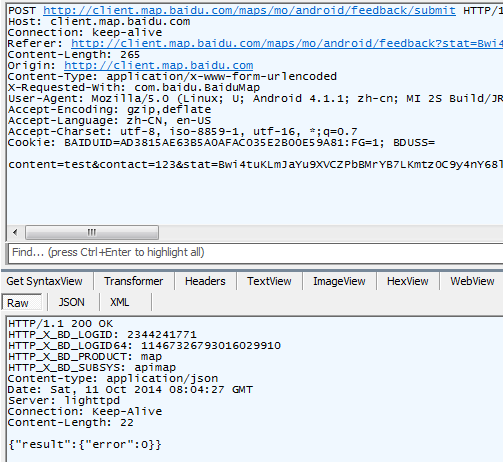 POST http://client.map.baidu.com/maps/mo/android/feedback/submit HTTP/1
Host: client.map.baidu.com
Connection: keep-alive
Referer: http://client.map.baidu.com/maps/mo/android/feedback?stat=Bwi4
Content-Length: 265
Origin: http://client.map.baidu.com
Content-Type: application/x-www-form-urlencoded
X-Requested-With: com.baidu.BaiduMap
User-Agent: Mozilla/5.0 (Linux; U; Android 4.1.1; zh-cn; MI 2S Build/JR
Accept-Encoding: gzip,deflate
Accept-Language: zh-CN, en-US
Accept-Charset: utf-8, iso-8859-1, utf-16, *;q=0.7
Cookie: BAIDUID=AD3815AE63B5A0AFAC035E2B00E59A81:FG=1; BDUSS=
content=test&contact=123&stat=Bwi4tuKLmJaYu9XVCZPbBMrYB7LKmtz0C9y4nY68l
Find... (press Ctrl+Enter to highlight all)
Get SyntaxView Transformer Headers TextView ImageView HexView WebView
Raw JSON XML
HTTP/1.1 200 OK
HTTP_X_BD_LOGID: 2344241771
HTTP_X_BD_LOGID64: 11467326793016029910
HTTP_X_BD_PRODUCT: map
HTTP_X_BD_SUBSYS: apimap
Content-type: application/json
Date: Sat, 11 Oct 2014 08:04:27 GMT
Server: lighttpd
Connection: Keep-Alive
Content-Length: 22
{"result":{"error":0}}